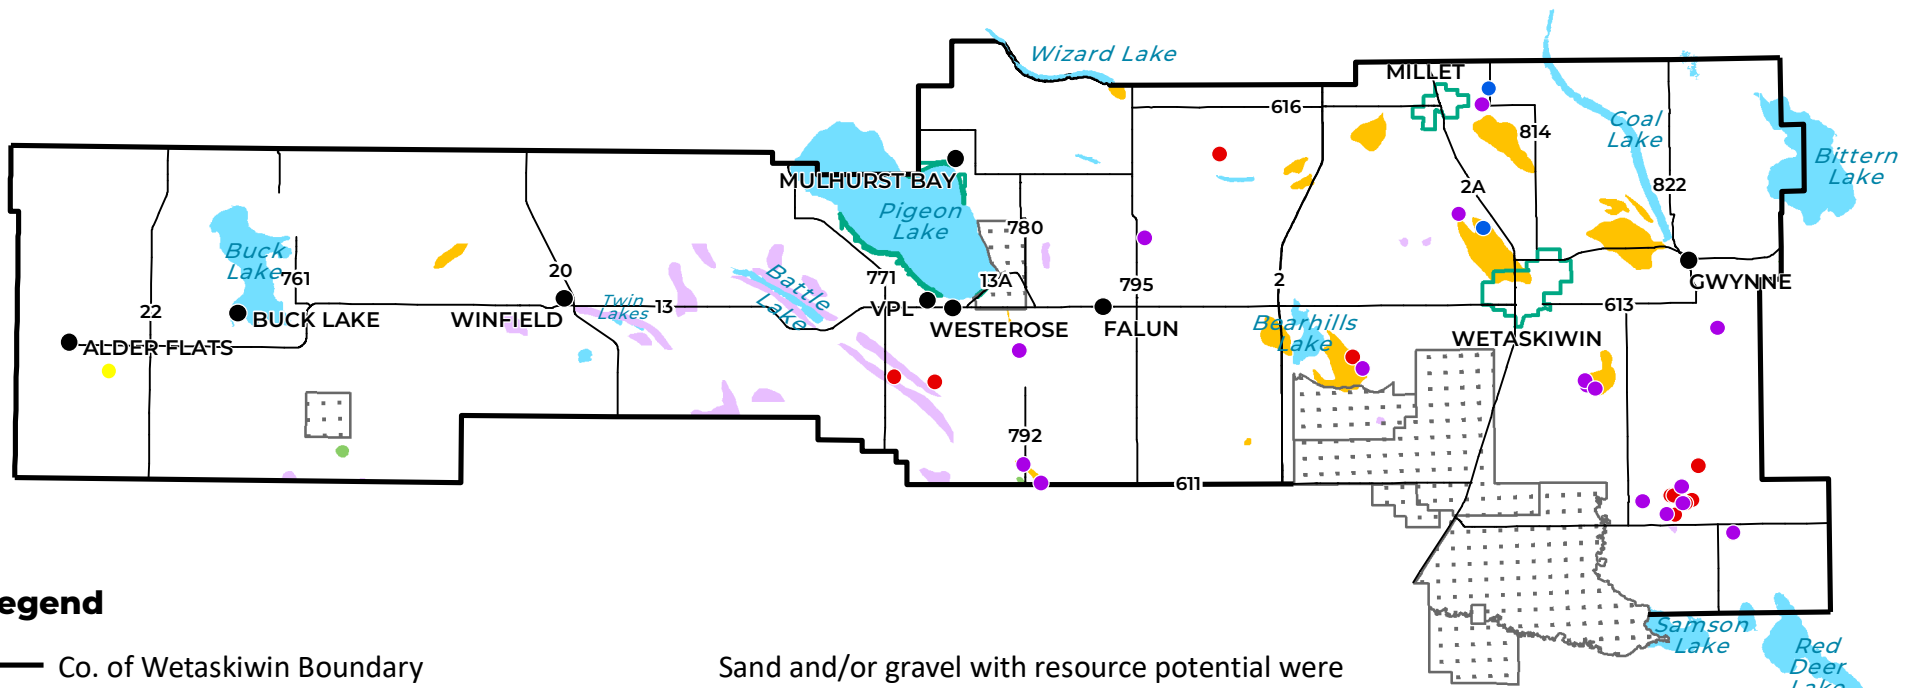 Wizard Lake
MILLET
616
814
Coal
Lake
Bittern
Lake
MULHURST BAY
2A
822
Pigeon
Lake
780
Buck
Lake
761
20
771
13A
795
2
GWYNNE
Battle
Lake
Twin
Lakes
13
VPL
613
22
BUCK LAKE
WINFIELD
WESTEROSE
FALUN
Bearhills
Lake
WETASKIWIN
ALDER FLATS
792
611
egend
Co. of Wetaskiwin Boundary
Sand and/or gravel with resource potential were
Samson
Lake
Red
Deer
Lake